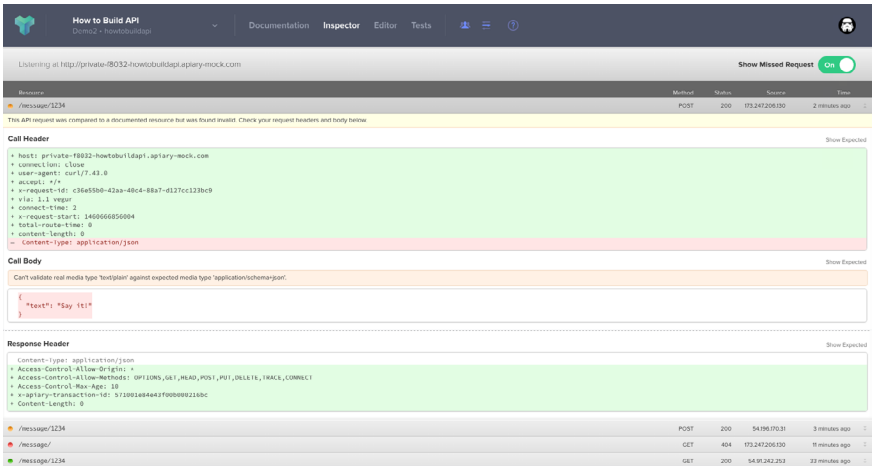 How to Build API
Demo2 • howtobuildapi
Documentation Inspector Editor Tests
Listening at http://private-f8032-howtobuildapi.apiary-mock.com
Show Missed Request On
Resource Method Status Source Time
/message/1234 POST 200 173.247.206.130 2 minutes ago
This API request was compared to a documented resource but was found invalid. Check your request headers and body below.
Call Header Show Expected
+ host: private-f8032-howtobuildapi.apiary-mock.com
+ connection: close
+ user-agent: curl/7.43.0
+ accept: */*
+ x-request-id: c36e55b0-42aa-40c4-88a7-d127cc123bc9
+ via: 1.1 vegur
+ connect-time: 2
+ x-request-start: 1460666856004
+ total-route-time: 0
+ content-length: 0
- Content-Type: application/json
Call Body Show Expected
Can't validate real media type 'text/plain' against expected media type 'application/schema+json'.
{
"text": "Say it!"
}
Response Header Show Expected
Content-Type: application/json
+ Access-Control-Allow-Origin: *
+ Access-Control-Allow-Methods: OPTIONS,GET,HEAD,POST,PUT,DELETE,TRACE,CONNECT
+ Access-Control-Max-Age: 10
+ x-apiary-transaction-id: 571001e84e43f00b000216bc
+ Content-Length: 0
/message/1234 POST 200 54.196.170.31 3 minutes ago
/message/ GET 404 173.247.206.130 11 minutes ago
/message/1234 GET 200 54.91.242.253 33 minutes ago